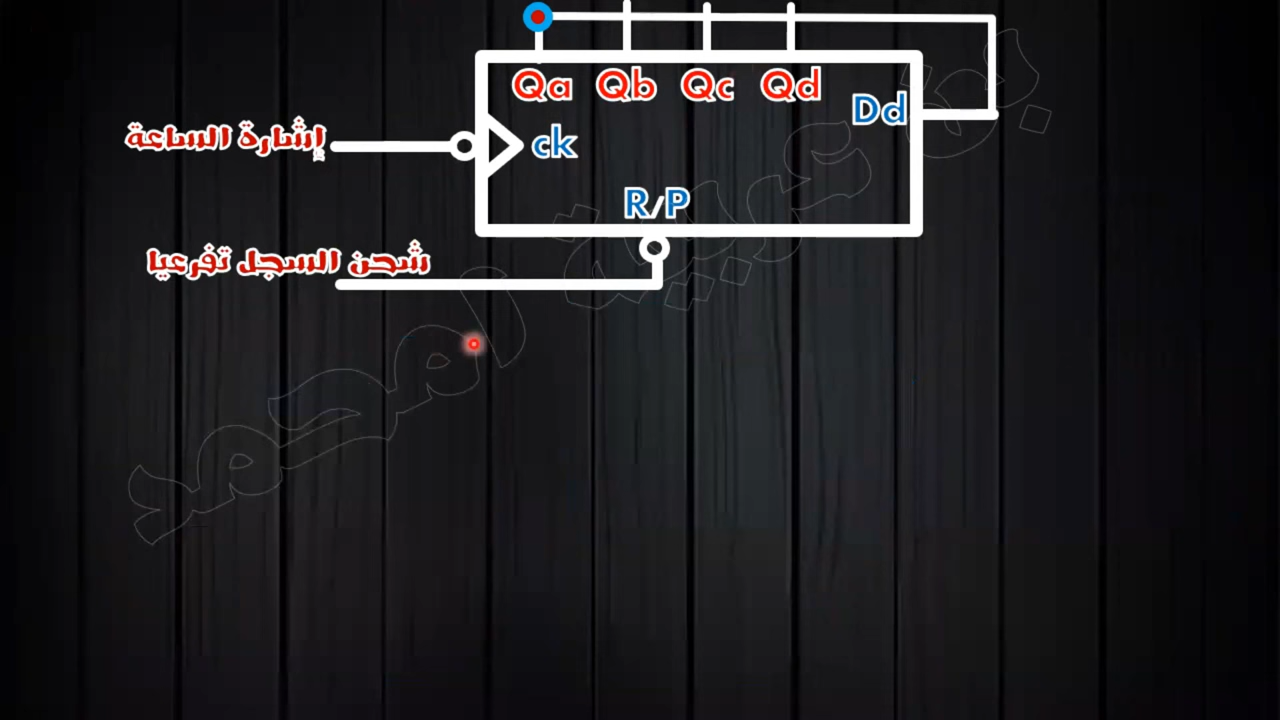 Qa Qb Qc Qd
Dd
إشارة الساعة
ck
R/P
شحن السجل تفرعيا